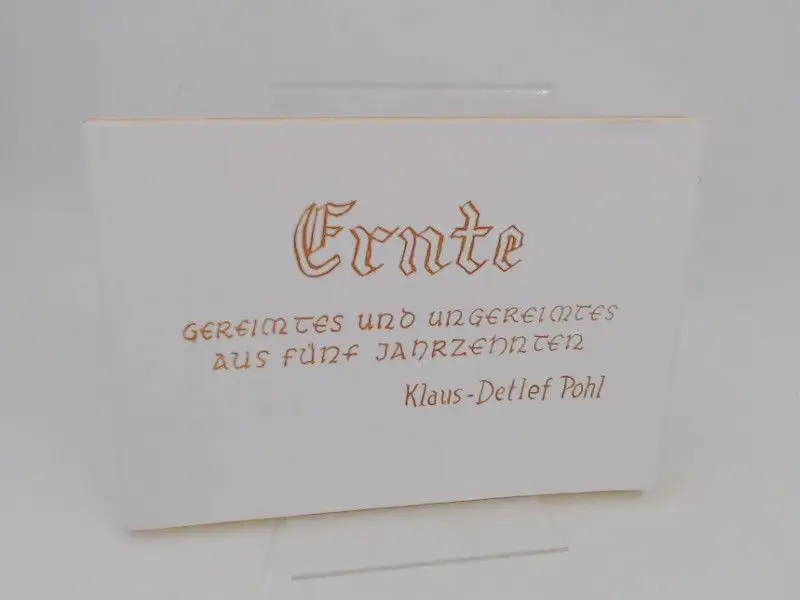 Ernte
GEREIMTES UND UNGEREIMTES
AUS FÜNF JAHRZEHNTEN
Klaus-Detlef Pohl